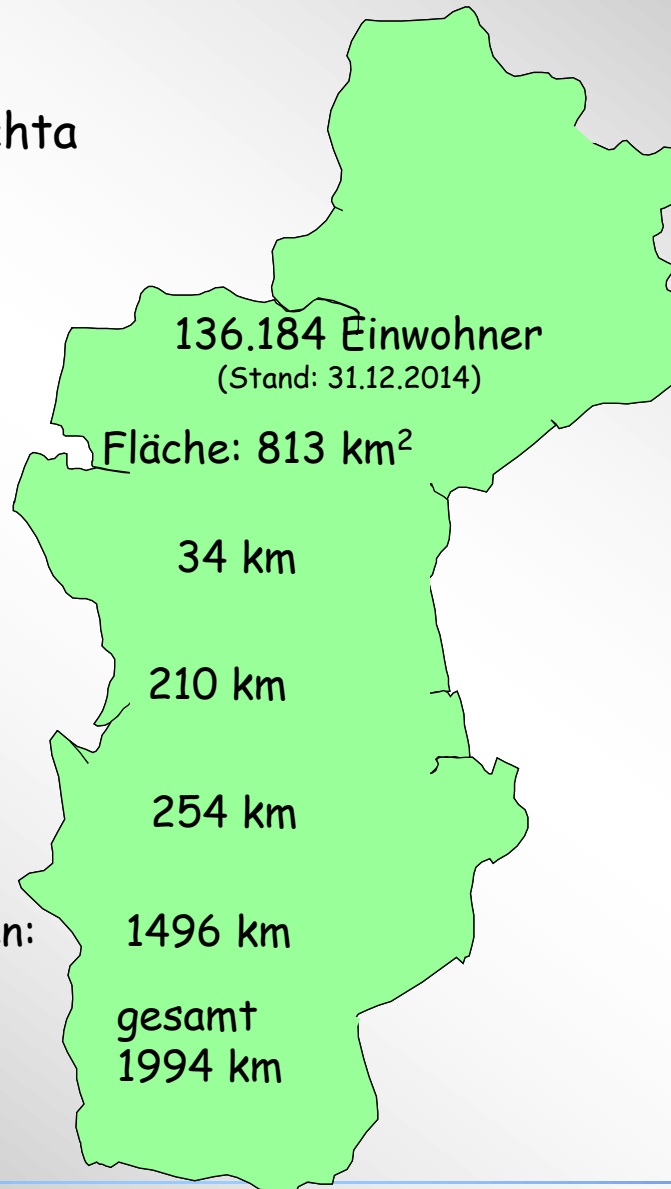 chta
136.184 Einwohner
(Stand: 31.12.2014)
Fläche: 813 km²
34 km
210 km
254 km
n: 1496 km
gesamt
1994 km